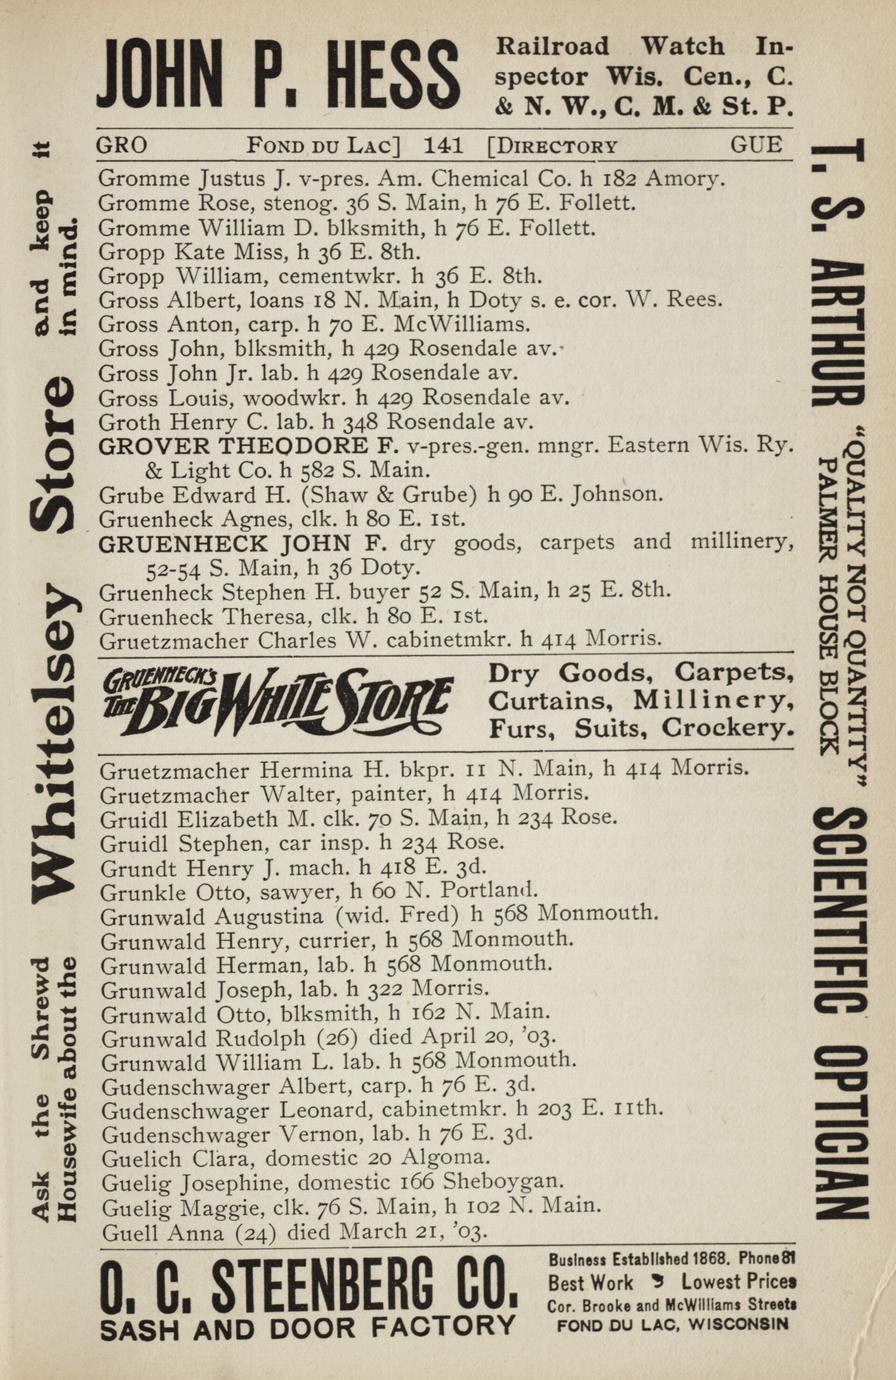 JOHN P. HESS
Railroad Watch In-
spector Wis. Cen., C.
& N. W., C. M. & St. P.
GRO FOND DU LAC] 141 [DIRECTORY GUE
Gromme Justus J. v-pres. Am. Chemical Co. h 182 Amory.
Gromme Rose, stenog. 36 S. Main, h 76 E. Follett.
Gromme William D. blksmith, h 76 E. Follett.
Gropp Kate Miss, h 36 E. 8th.
Gropp William, cementwkr. h 36 E. 8th.
Gross Albert, loans 18 N. Main, h Doty s. e. cor. W. Rees.
Gross Anton, carp. h 70 E. McWilliams.
Gross John, blksmith, h 429 Rosendale av.
Gross John Jr. lab. h 429 Rosendale av.
Gross Louis, woodwkr. h 429 Rosendale av.
Groth Henry C. lab. h 348 Rosendale av.
GROVER THEODORE F. v-pres.-gen. mngr. Eastern Wis. Ry.
& Light Co. h 582 S. Main.
Grube Edward H. (Shaw & Grube) h 90 E. Johnson.
Gruenheck Agnes, clk. h 80 E. 1st.
GRUENHECK JOHN F. dry goods, carpets and millinery,
52-54 S. Main, h 36 Doty.
Gruenheck Stephen H. buyer 52 S. Main, h 25 E. 8th.
Gruenheck Theresa, clk. h 80 E. 1st.
Gruetzmacher Charles W. cabinetmkr. h 414 Morris.
GRUENHECK'S
THE BIG WHITE STORE
Dry Goods, Carpets,
Curtains, Millinery,
Furs, Suits, Crockery.
Gruetzmacher Hermina H. bkpr. 11 N. Main, h 414 Morris.
Gruetzmacher Walter, painter, h 414 Morris.
Gruidl Elizabeth M. clk. 70 S. Main, h 234 Rose.
Gruidl Stephen, car insp. h 234 Rose.
Grundt Henry J. mach. h 418 E. 3d.
Grunkle Otto, sawyer, h 60 N. Portland.
Grunwald Augustina (wid. Fred) h 568 Monmouth.
Grunwald Henry, currier, h 568 Monmouth.
Grunwald Herman, lab. h 568 Monmouth.
Grunwald Joseph, lab. h 322 Morris.
Grunwald Otto, blksmith, h 162 N. Main.
Grunwald Rudolph (26) died April 20, '03.
Grunwald William L. lab. h 568 Monmouth.
Gudenschwager Albert, carp. h 76 E. 3d.
Gudenschwager Leonard, cabinetmkr. h 203 E. 11th.
Gudenschwager Vernon, lab. h 76 E. 3d.
Guelich Clara, domestic 20 Algoma.
Guelig Josephine, domestic 166 Sheboygan.
Guelig Maggie, clk. 76 S. Main, h 102 N. Main.
Guell Anna (24) died March 21, '03.
O. C. STEENBERG CO.
SASH AND DOOR FACTORY
Business Established 1868. Phone 81
Best Work Lowest Prices
Cor. Brooke and McWilliams Streets
FOND DU LAC, WISCONSIN
Ask the Shrewd
Housewife about the
Whittelsey Store
and keep it
in mind.
T. S. ARTHUR
"QUALITY NOT QUANTITY"
PALMER HOUSE BLOCK
SCIENTIFIC OPTICIAN